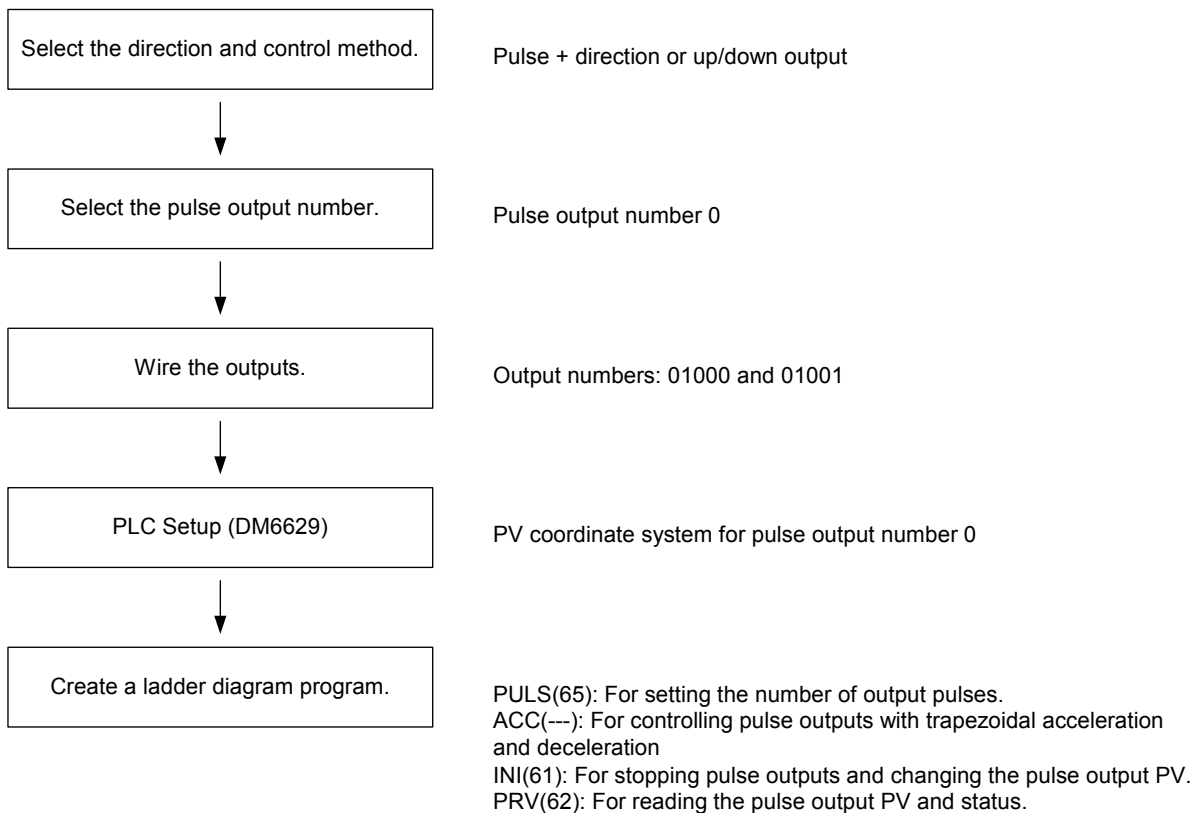 Select the direction and control method.
Pulse + direction or up/down output
Select the pulse output number.
Pulse output number 0
Wire the outputs.
Output numbers: 01000 and 01001
PLC Setup (DM6629)
PV coordinate system for pulse output number 0
Create a ladder diagram program.
PULS(65): For setting the number of output pulses.
ACC(---): For controlling pulse outputs with trapezoidal acceleration
and deceleration
INI(61): For stopping pulse outputs and changing the pulse output PV.
PRV(62): For reading the pulse output PV and status.